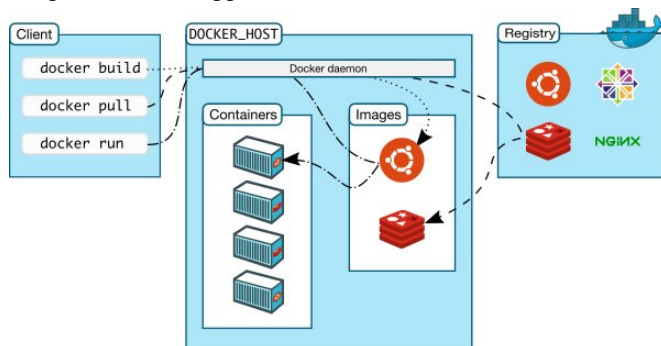 Client
docker build
docker pull
docker run
DOCKER_HOST
Docker daemon
Containers
Images
Registry
NGiNX